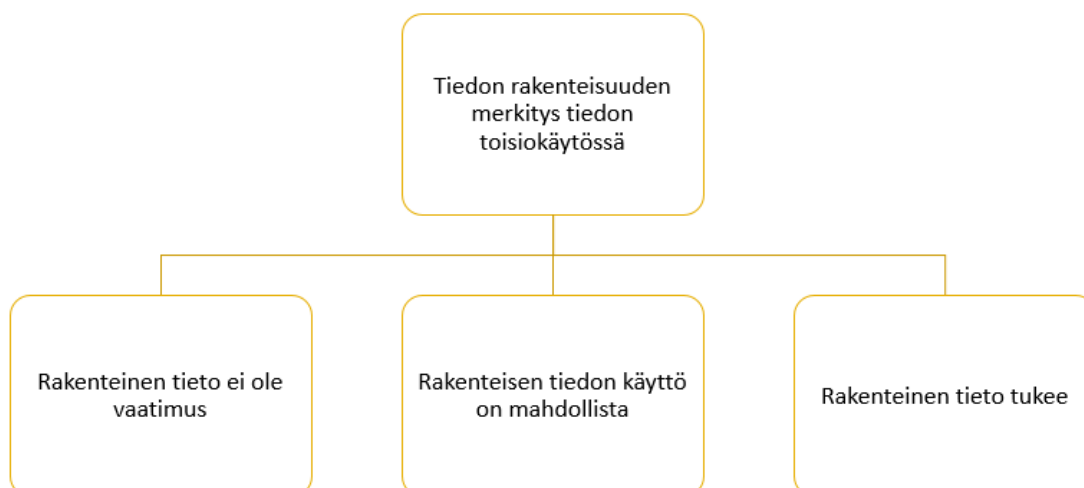 Tiedon rakenteisuuden
merkitys tiedon
toisiokäytössä
Rakenteinen tieto ei ole
vaatimus
Rakenteisen tiedon käyttö
on mahdollista
Rakenteinen tieto tukee